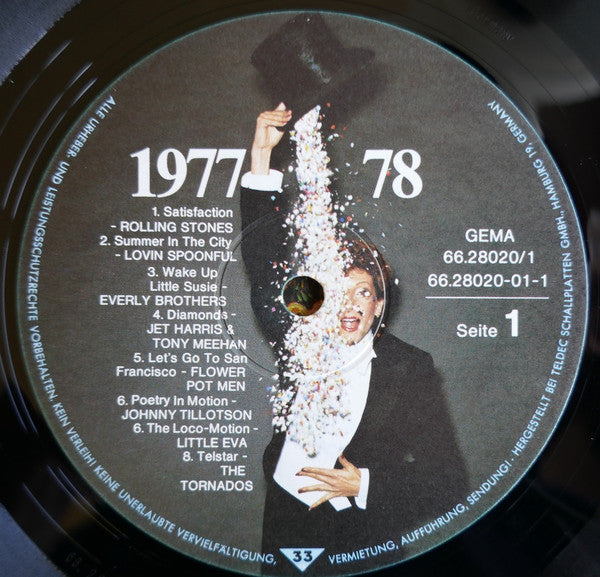 1977 78
1. Satisfaction
- ROLLING STONES
2. Summer In The City
- LOVIN SPOONFUL
3. Wake Up
Little Susie -
EVERLY BROTHERS
4. Diamonds -
JET HARRIS &
TONY MEEHAN
5. Let's Go To San
Francisco - FLOWER
POT MEN
6. Poetry In Motion -
JOHNNY TILLOTSON
6. The Loco-Motion -
LITTLE EVA
8. Telstar -
THE
TORNADOS
GEMA
66.28020/1
66.28020-01-1
Seite 1
ALLE URHEBER- UND LEISTUNGSSCHUTZRECHTE VORBEHALTEN. KEIN VERLEIH! KEINE UNERLAUBTE VERVIELFÄLTIGUNG, VERMIETUNG, AUFFÜHRUNG, SENDUNG!. HERGESTELLT BEI TELDEC SCHALLPLATTEN GMBH., HAMBURG 19, GERMANY
33